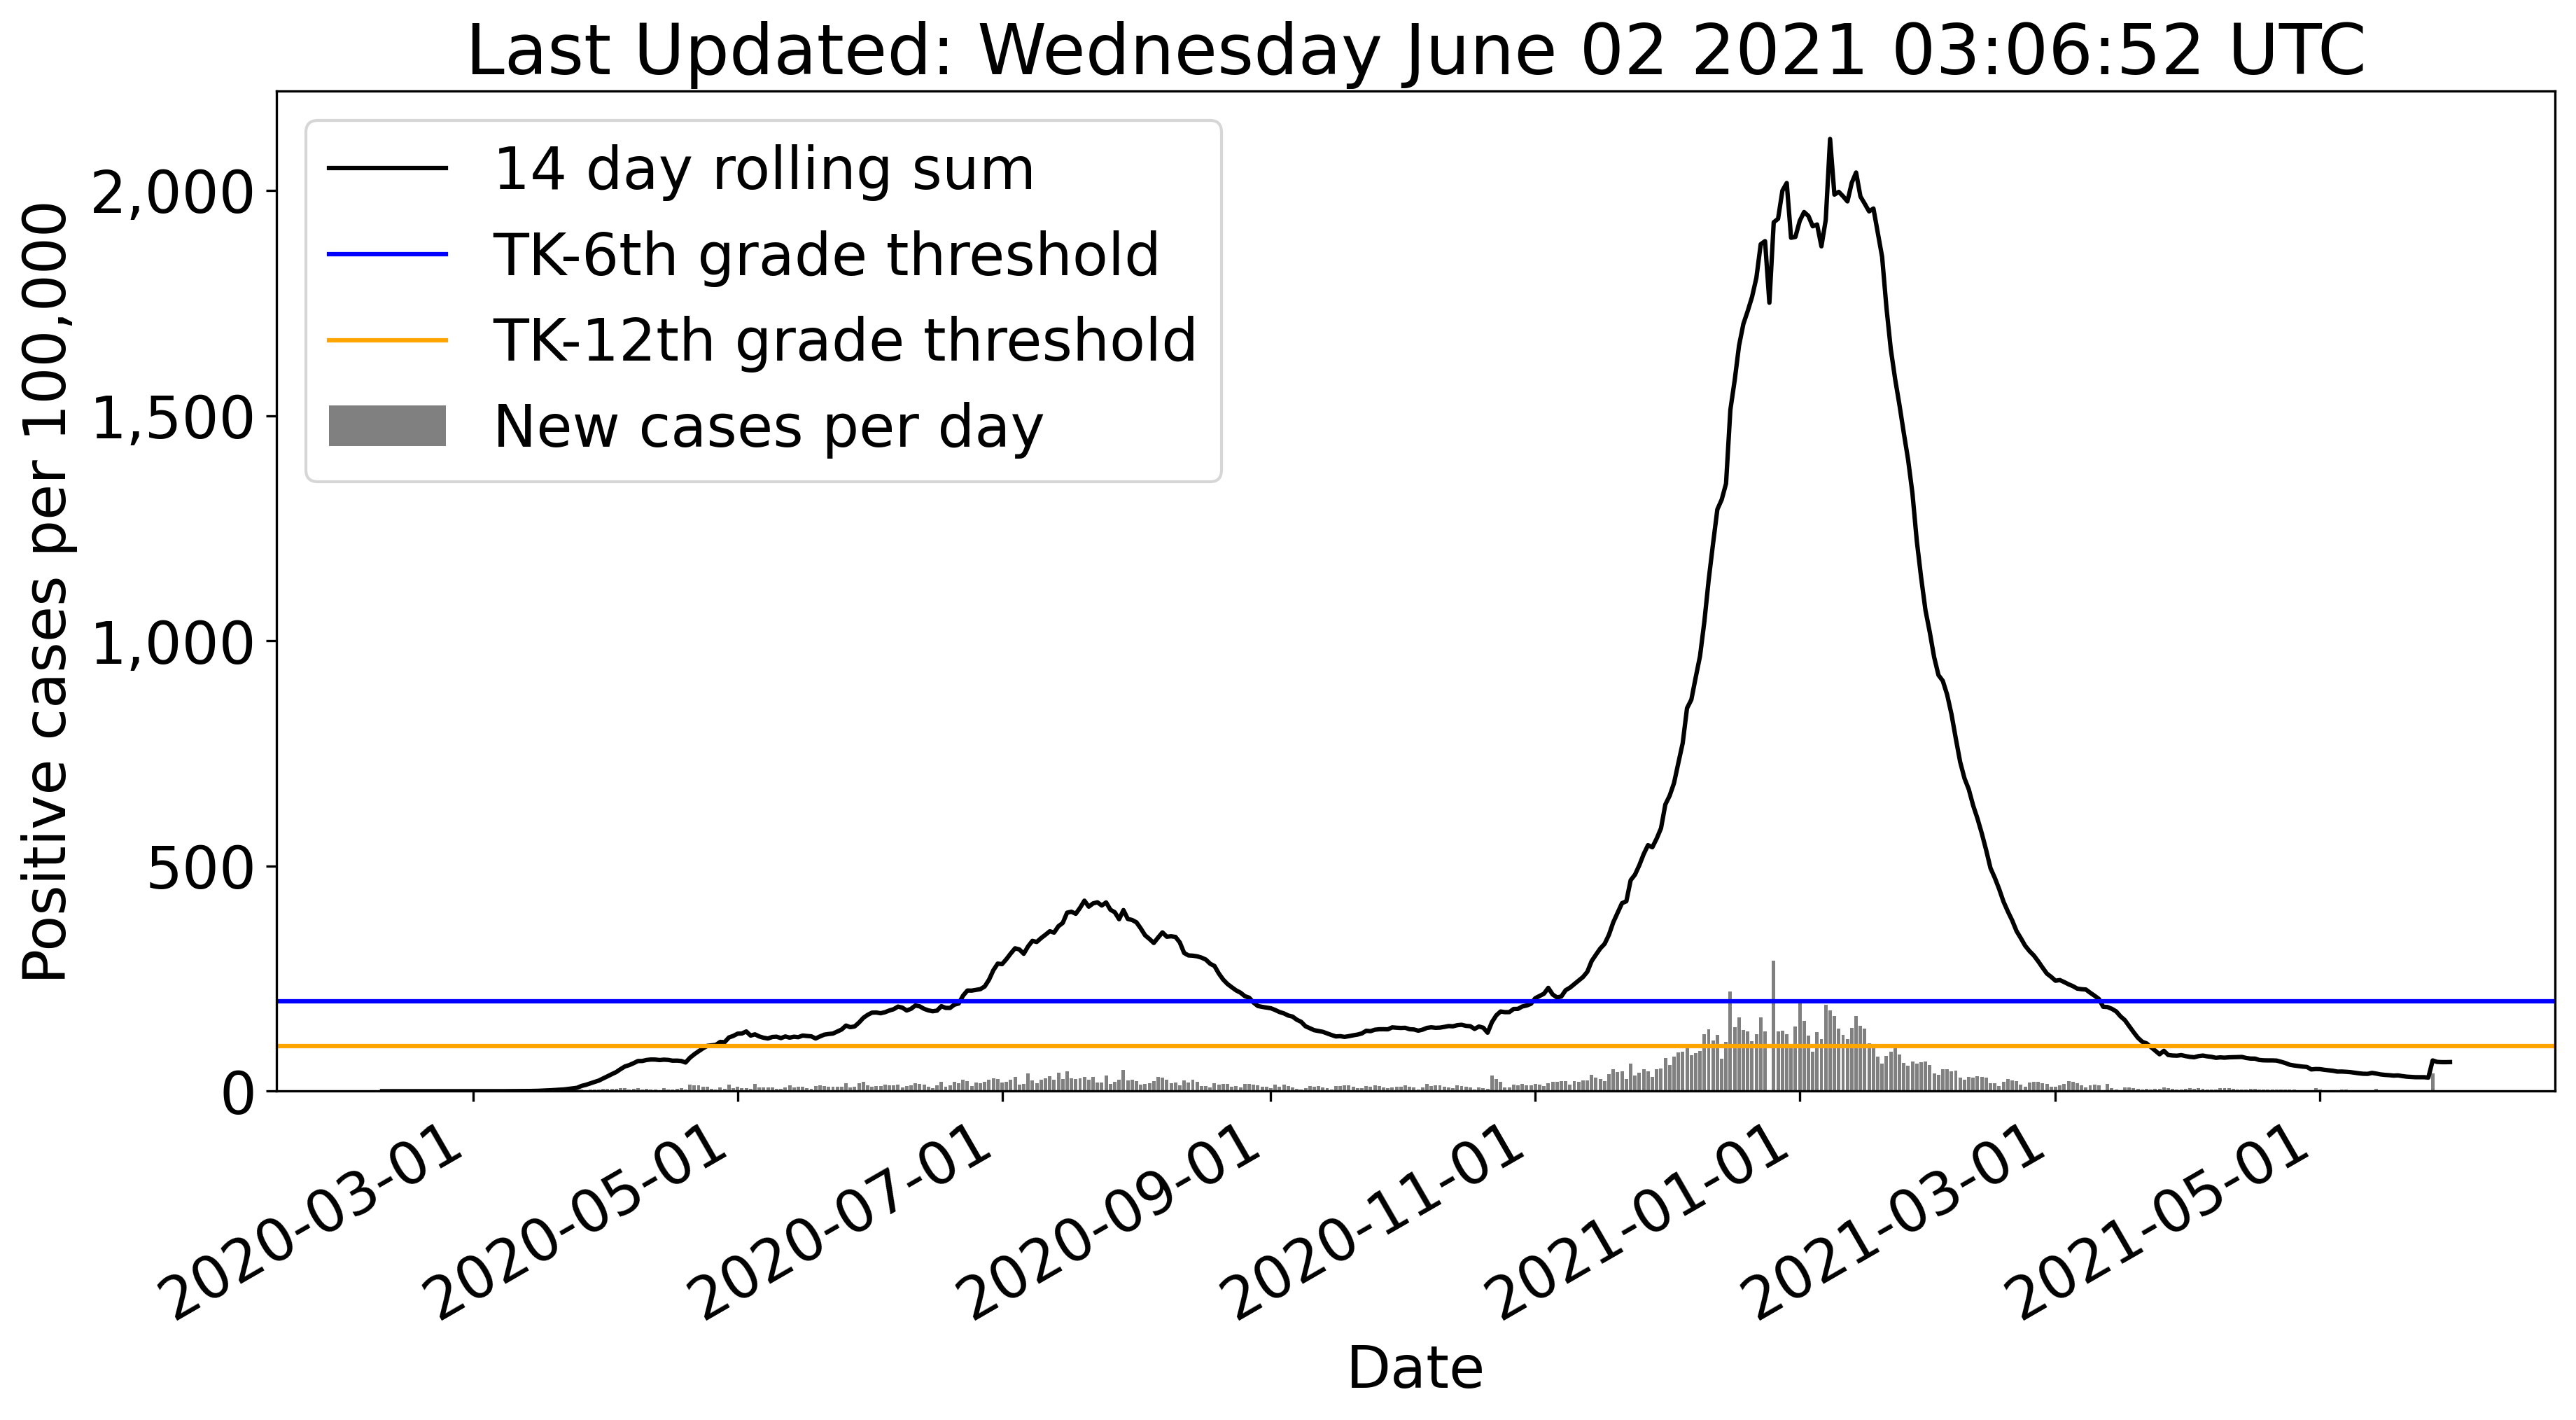 Last Updated: Wednesday June 02 2021 03:06:52 UTC
14 day rolling sum
TK-6th grade threshold
TK-12th grade threshold
New cases per day
Positive cases per 100,000
2,000
1,500
1,000
500
0
2020-03-01
2020-05-01
2020-07-01
2020-09-01
2020-11-01
2021-01-01
2021-03-01
2021-05-01
Date